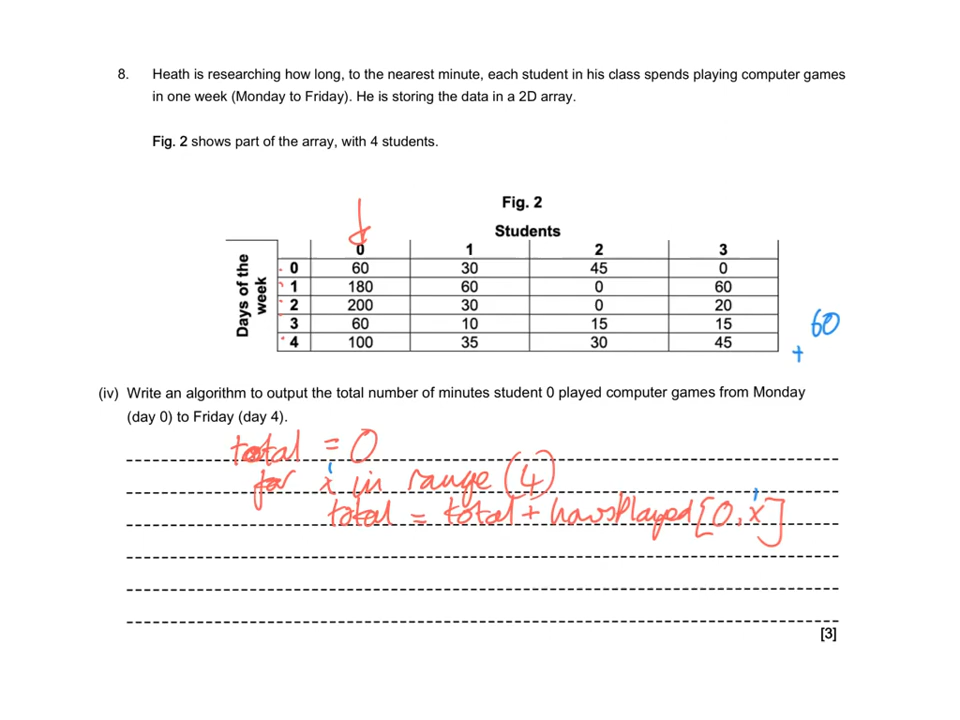 8. Heath is researching how long, to the nearest minute, each student in his class spends playing computer games
in one week (Monday to Friday). He is storing the data in a 2D array.
Fig. 2 shows part of the array, with 4 students.
Fig. 2
Students
Days of the
week
0 1 2 3
0 60 30 45 0
1 180 60 0 60
2 200 30 0 20
3 60 10 15 15
4 100 35 30 45
60
+
(iv) Write an algorithm to output the total number of minutes student 0 played computer games from Monday
(day 0) to Friday (day 4).
total = 0
for i in range (4)
total = total + hoursPlayed[0,i]
[3]